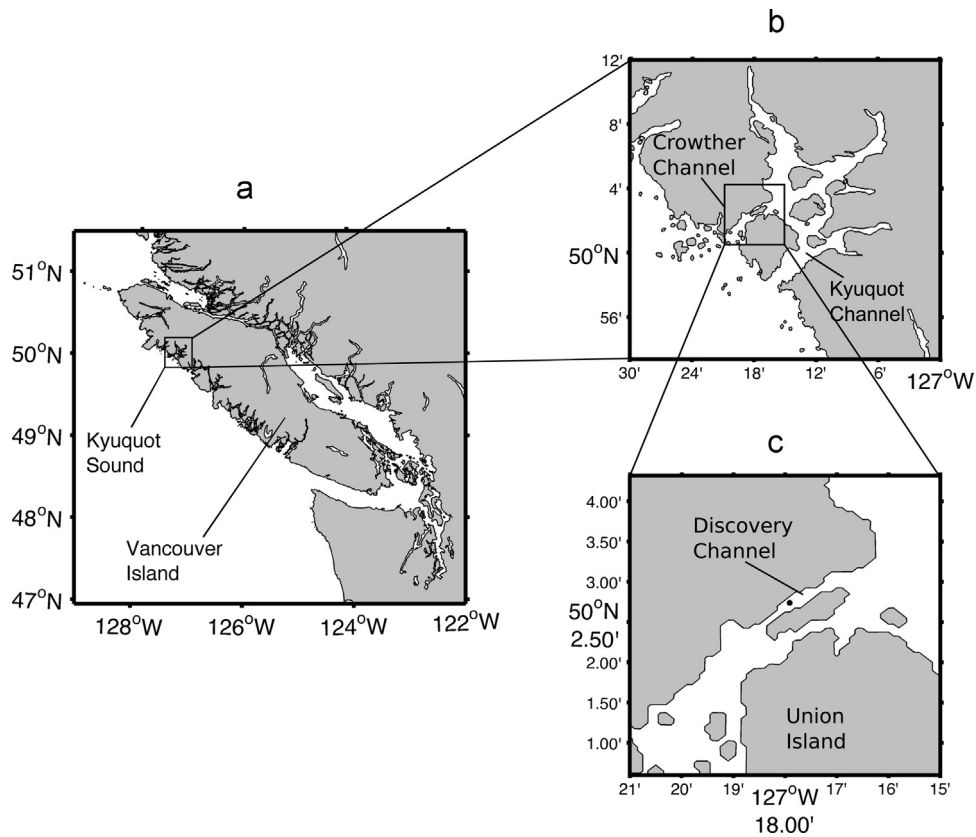 a
51°N
50°N
49°N
48°N
47°N
128°W
126°W
124°W
122°W
Kyuquot
Sound
Vancouver
Island
b
12'
8'
4'
50°N
56'
30'
24'
18'
12'
6'
127°W
Crowther
Channel
Kyuquot
Channel
c
4.00'
3.50'
3.00'
50°N
2.50'
2.00'
1.50'
1.00'
21'
20'
19'
127°W
18.00'
17'
16'
15'
Discovery
Channel
Union
Island